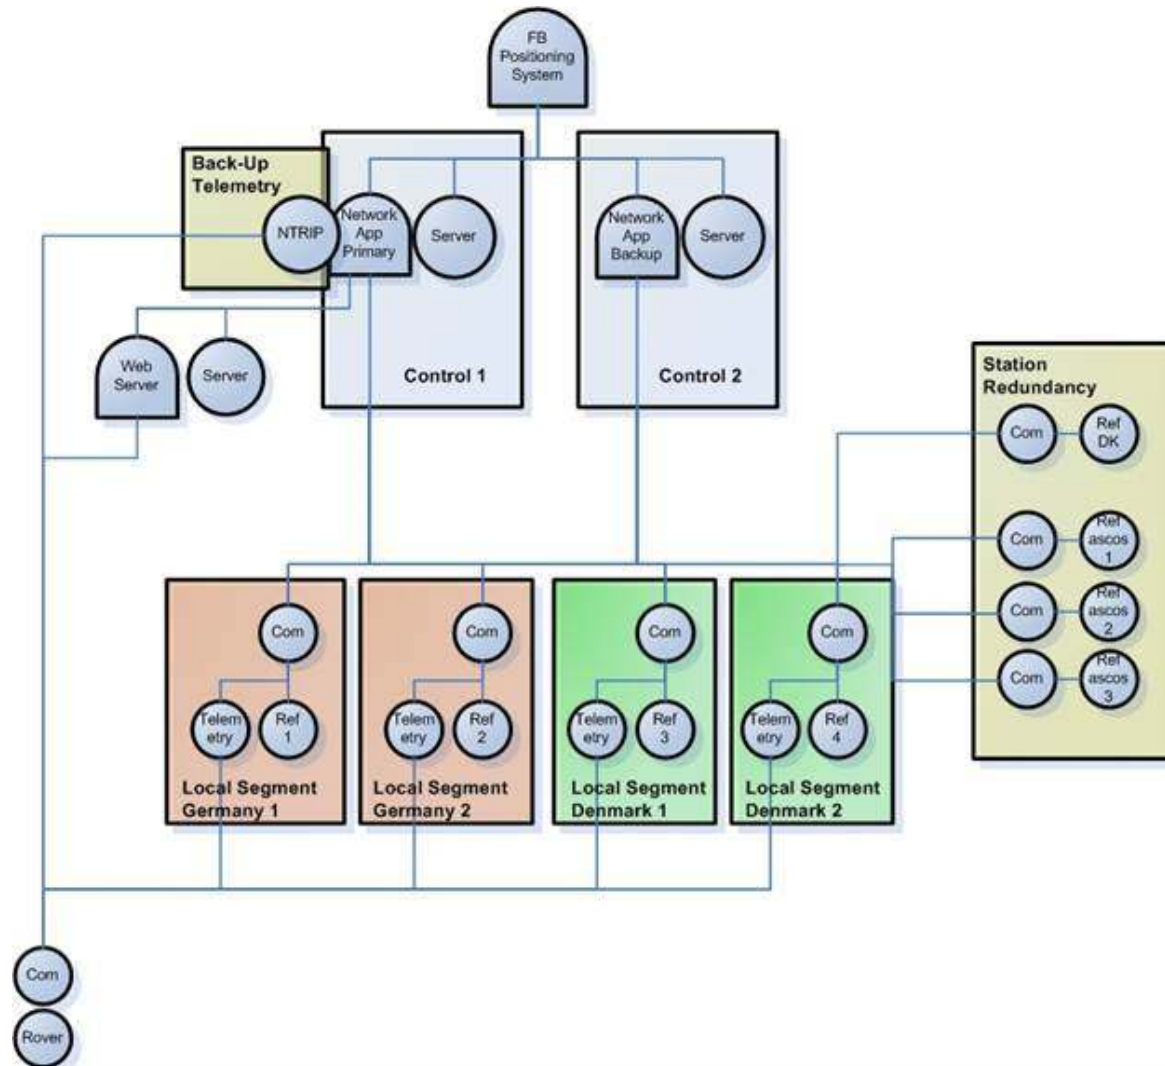 FB
Positioning
System
Back-Up
Telemetry
NTRIP
Network
App
Primary
Server
Network
App
Backup
Server
Web
Server
Server
Control 1
Control 2
Station
Redundancy
Com
Ref
DK
Com
Ref
ascos
1
Com
Ref
ascos
2
Com
Ref
ascos
3
Com
Telem
etry
Ref
1
Local Segment
Germany 1
Com
Telem
etry
Ref
2
Local Segment
Germany 2
Com
Telem
etry
Ref
3
Local Segment
Denmark 1
Com
Telem
etry
Ref
4
Local Segment
Denmark 2
Com
Rover